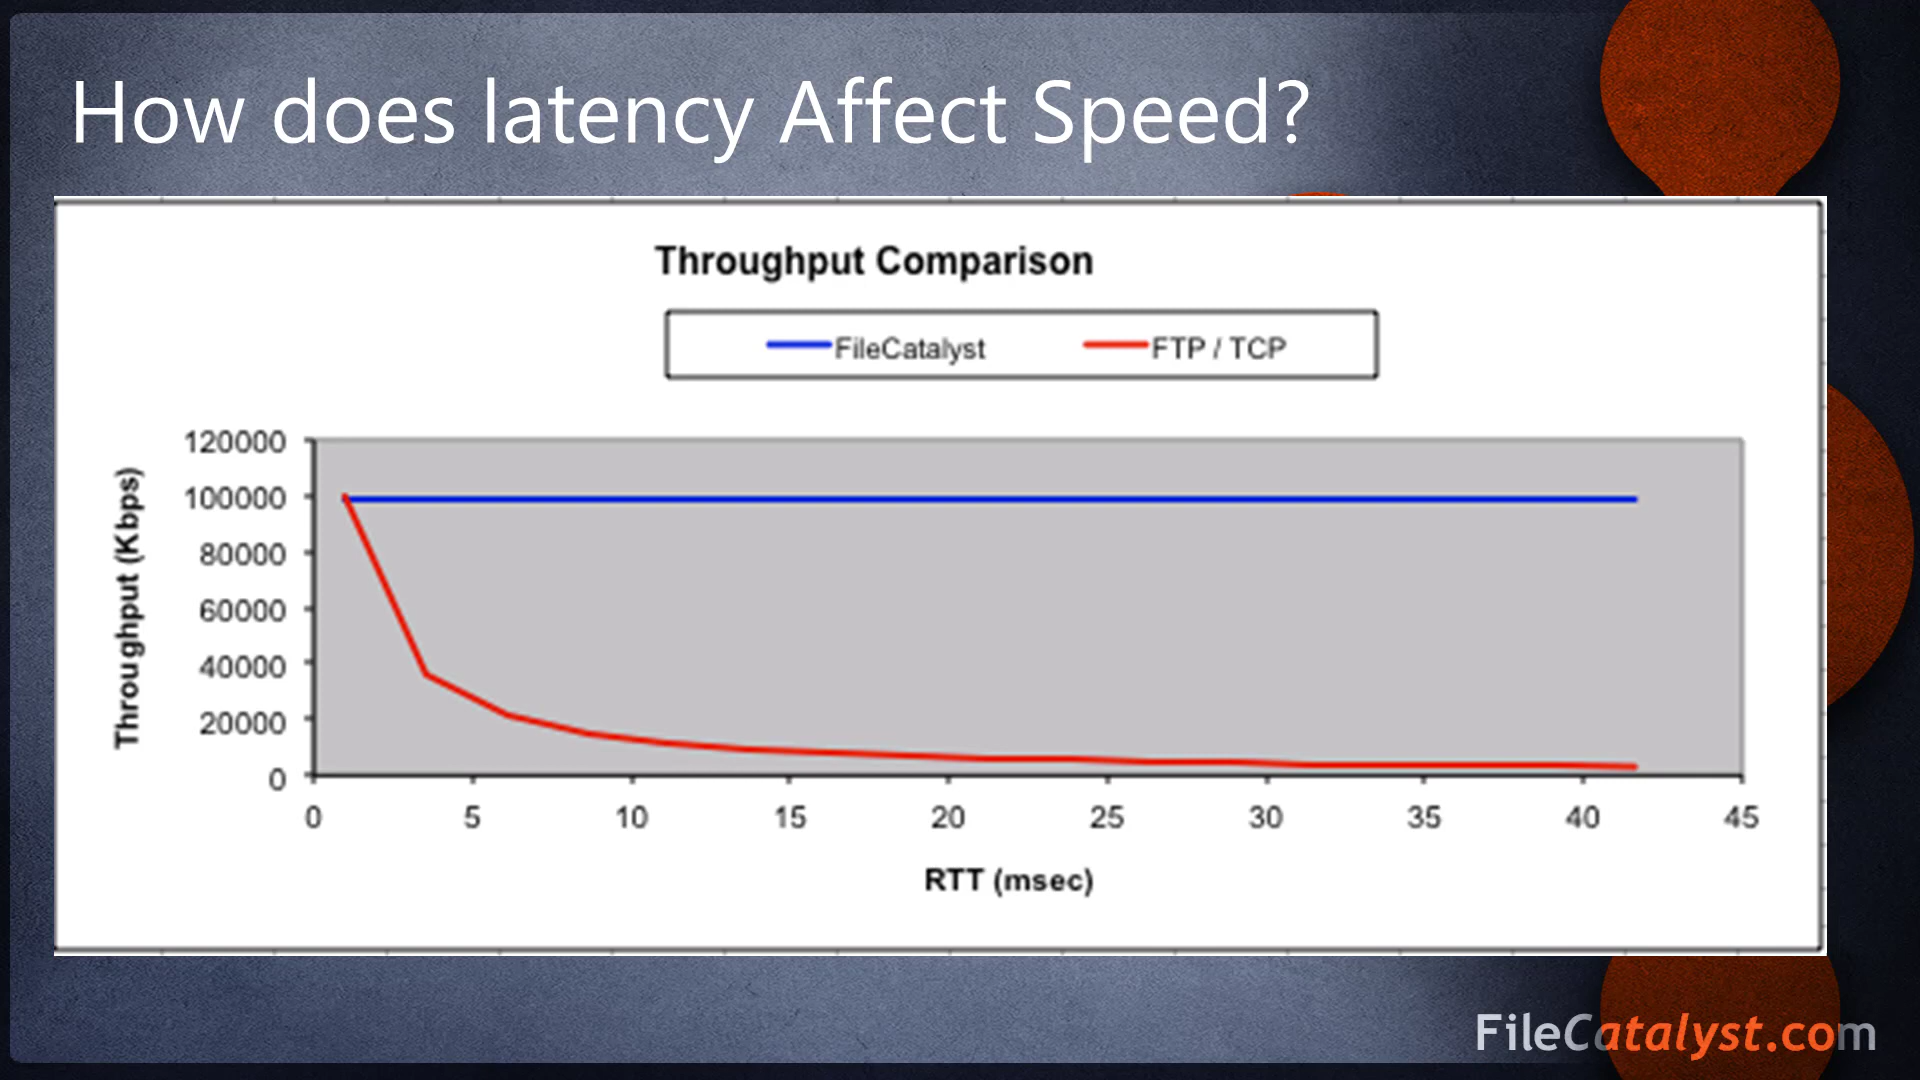 How does latency Affect Speed?
Throughput Comparison
FileCatalyst FTP / TCP
Throughput (Kbps)
120000
100000
80000
60000
40000
20000
0
0 5 10 15 20 25 30 35 40 45
RTT (msec)
FileCatalyst.com